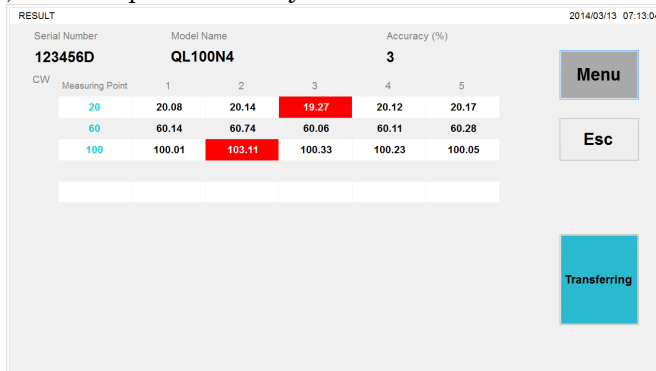 RESULT 2014/03/13 07:13:04
Serial Number Model Name Accuracy (%)
123456D QL100N4 3
Menu
CW Measuring Point 1 2 3 4 5
20 20.08 20.14 19.27 20.12 20.17
60 60.14 60.74 60.06 60.11 60.28
Esc
100 100.01 103.11 100.33 100.23 100.05
Transferring